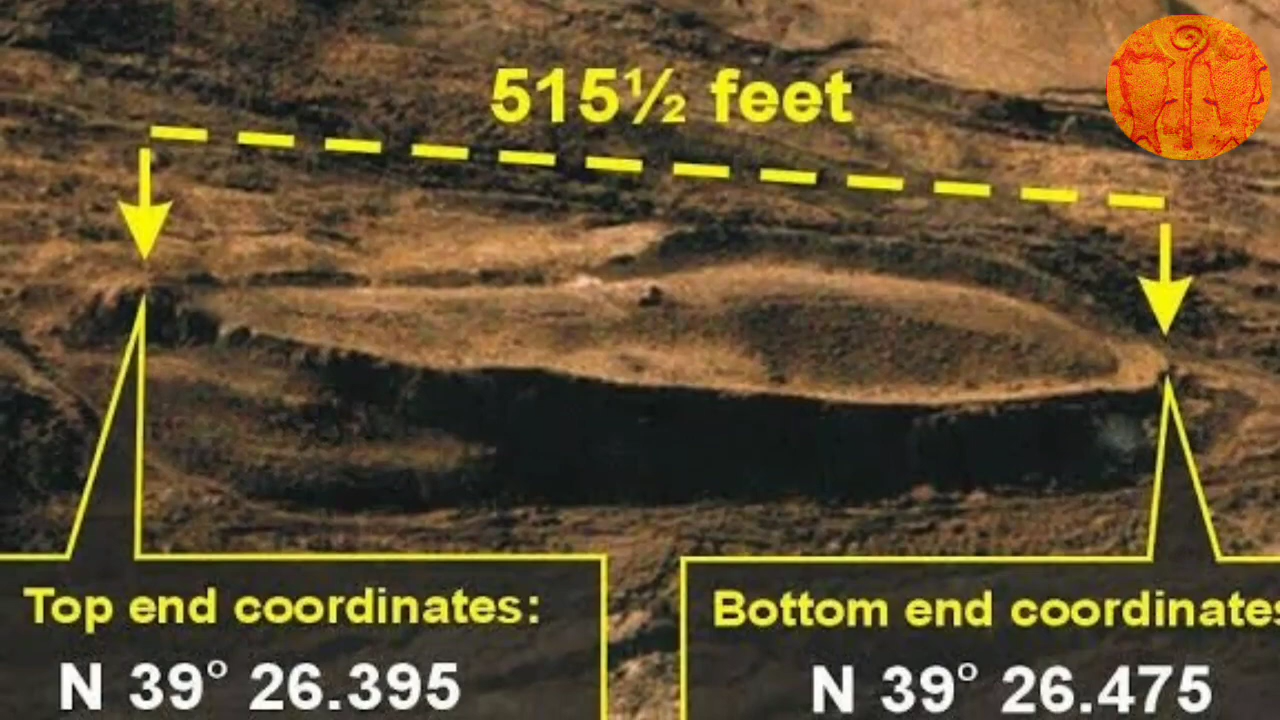 515½ feet
Top end coordinates:
N 39° 26.395
Bottom end coordinates
N 39° 26.475